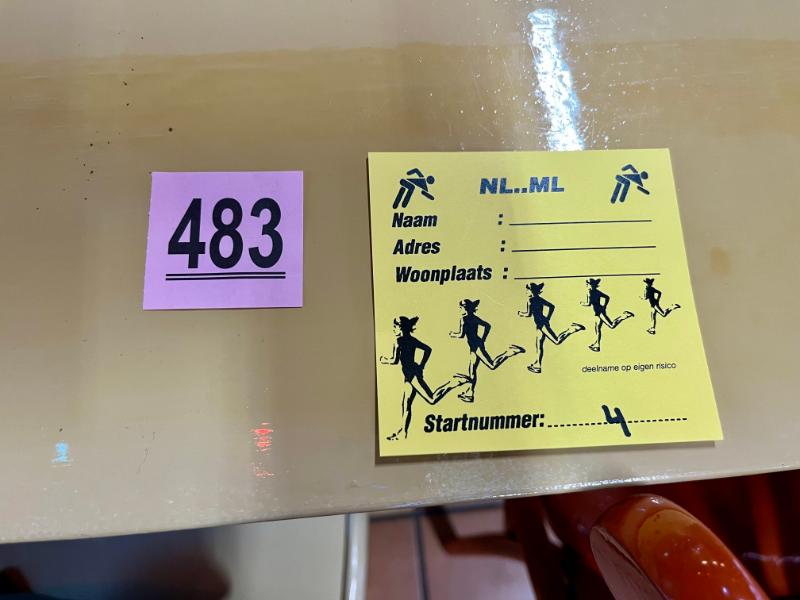 483
NL..ML
Naam :
Adres :
Woonplaats :
deelname op eigen risico
Startnummer:..........4..........